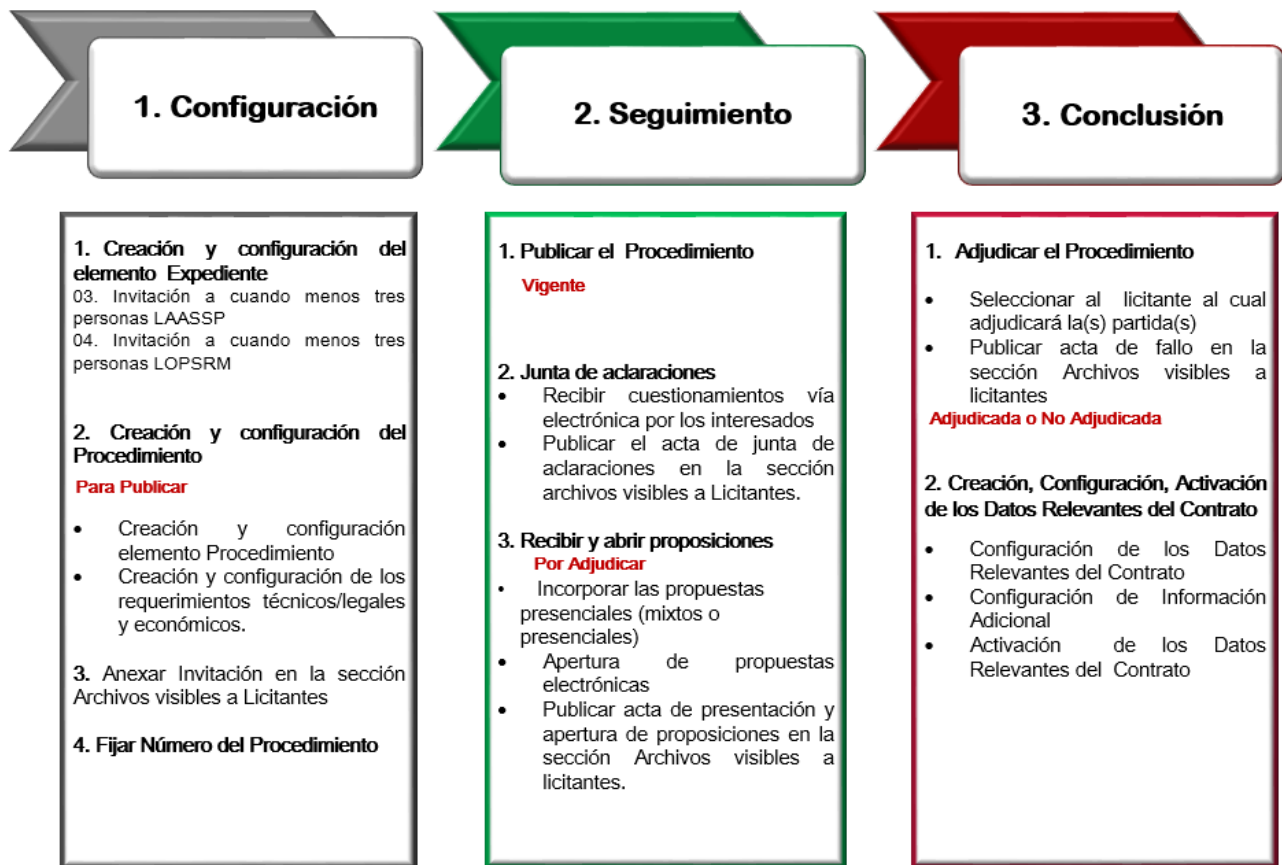 1. Configuración
2. Seguimiento
3. Conclusión
1. Creación y configuración del
elemento Expediente
03. Invitación a cuando menos tres
personas LAASSP
04. Invitación a cuando menos tres
personas LOPSRM
2. Creación y configuración del
Procedimiento
Para Publicar
• Creación y configuración
elemento Procedimiento
• Creación y configuración de los
requerimientos técnicos/legales
y económicos.
3. Anexar Invitación en la sección
Archivos visibles a Licitantes
4. Fijar Número del Procedimiento
1. Publicar el Procedimiento
Vigente
2. Junta de aclaraciones
• Recibir cuestionamientos vía
electrónica por los interesados
• Publicar el acta de junta de
aclaraciones en la sección
archivos visibles a Licitantes.
3. Recibir y abrir proposiciones
Por Adjudicar
• Incorporar las propuestas
presenciales (mixtos o
presenciales)
• Apertura de propuestas
electrónicas
• Publicar acta de presentación y
apertura de proposiciones en la
sección Archivos visibles a
licitantes.
1. Adjudicar el Procedimiento
• Seleccionar al licitante al cual
adjudicará la(s) partida(s)
• Publicar acta de fallo en la
sección Archivos visibles a
licitantes
Adjudicada o No Adjudicada
2. Creación, Configuración, Activación
de los Datos Relevantes del Contrato
• Configuración de los Datos
Relevantes del Contrato
• Configuración de Información
Adicional
• Activación de los Datos
Relevantes del Contrato